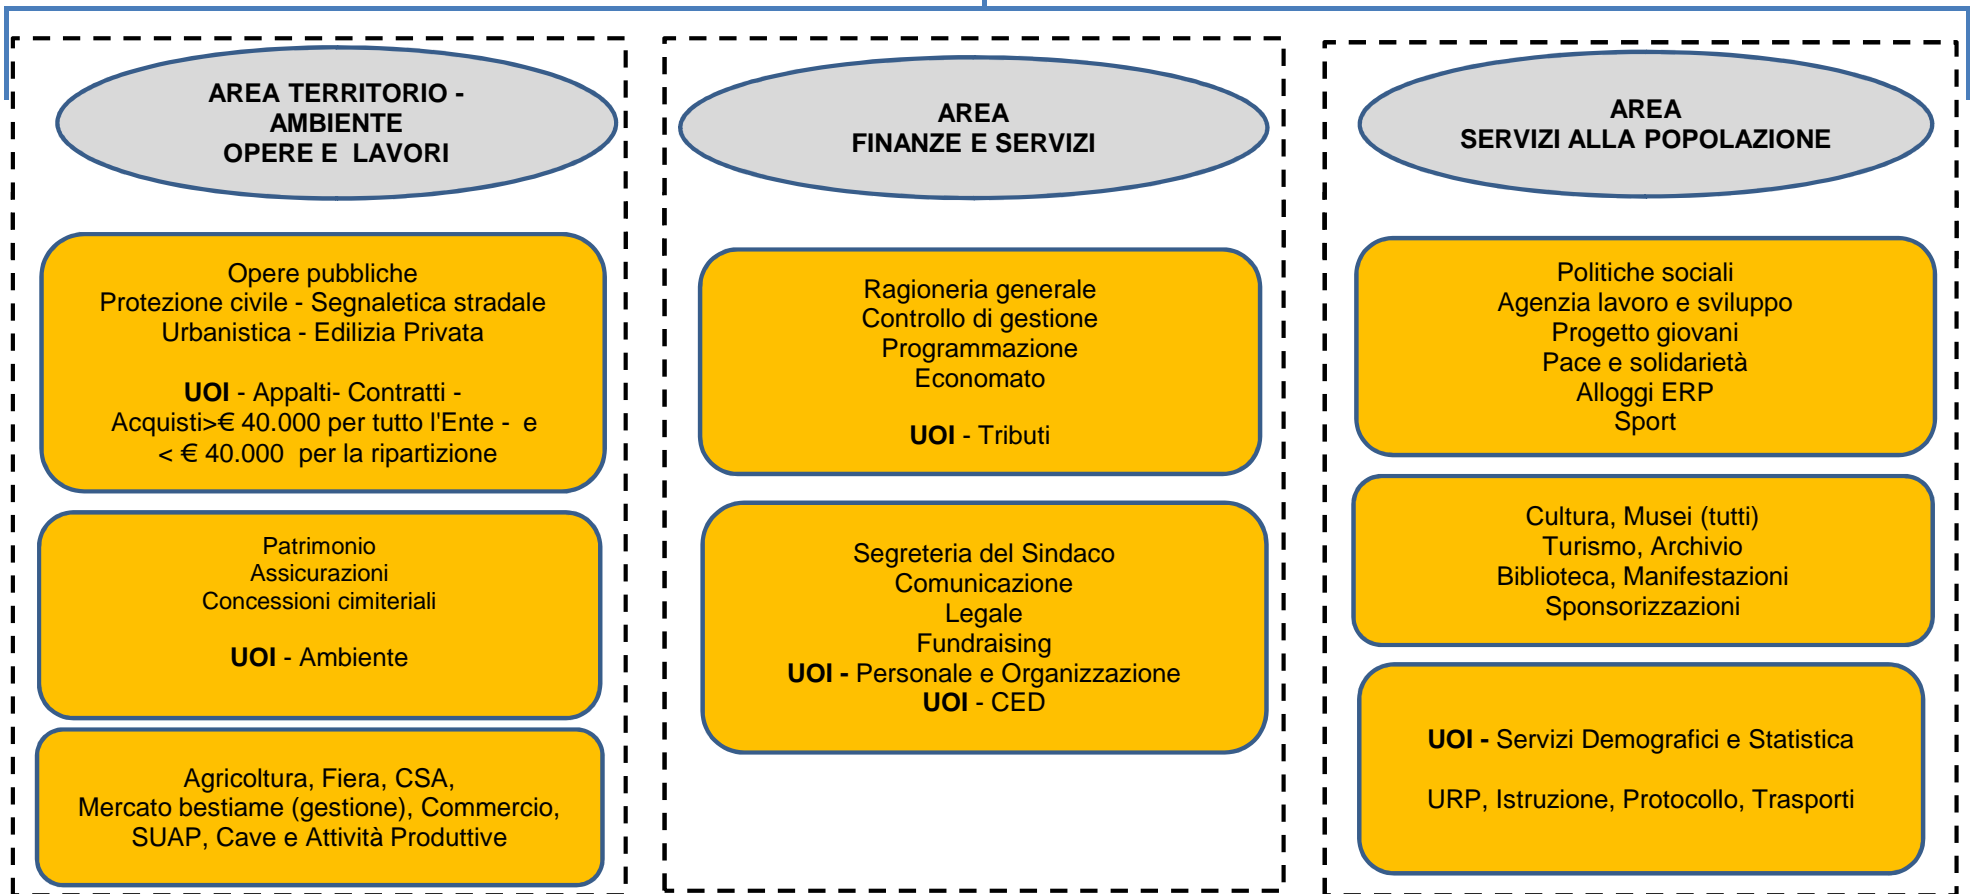 AREA TERRITORIO -
AMBIENTE
OPERE E LAVORI
Opere pubbliche
Protezione civile - Segnaletica stradale
Urbanistica - Edilizia Privata
UOI - Appalti- Contratti -
Acquisti>€ 40.000 per tutto l'Ente - e
< € 40.000 per la ripartizione
Patrimonio
Assicurazioni
Concessioni cimiteriali
UOI - Ambiente
Agricoltura, Fiera, CSA,
Mercato bestiame (gestione), Commercio,
SUAP, Cave e Attività Produttive
AREA
FINANZE E SERVIZI
Ragioneria generale
Controllo di gestione
Programmazione
Economato
UOI - Tributi
Segreteria del Sindaco
Comunicazione
Legale
Fundraising
UOI - Personale e Organizzazione
UOI - CED
AREA
SERVIZI ALLA POPOLAZIONE
Politiche sociali
Agenzia lavoro e sviluppo
Progetto giovani
Pace e solidarietà
Alloggi ERP
Sport
Cultura, Musei (tutti)
Turismo, Archivio
Biblioteca, Manifestazioni
Sponsorizzazioni
UOI - Servizi Demografici e Statistica
URP, Istruzione, Protocollo, Trasporti